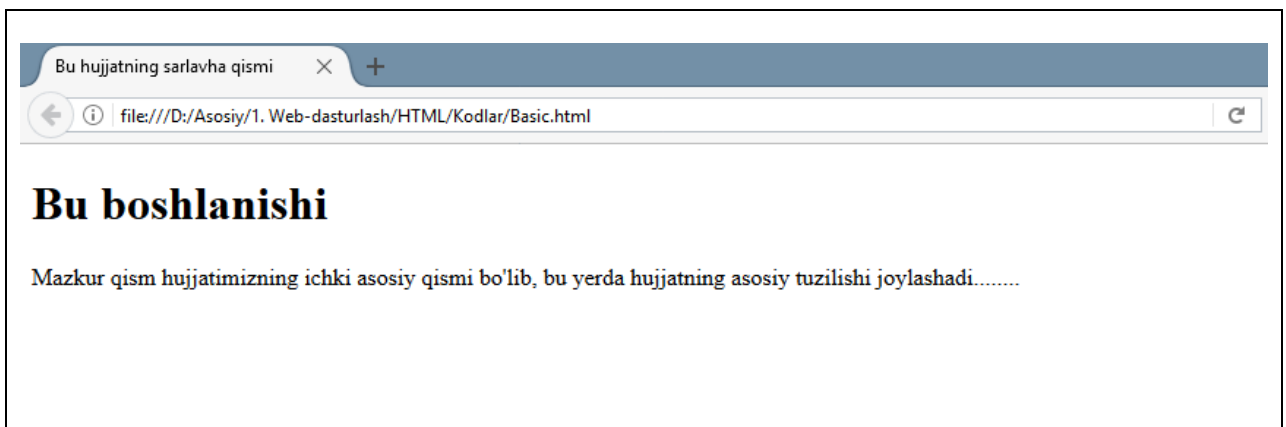 Bu hujjatning sarlavha qismi
file:///D:/Asosiy/1. Web-dasturlash/HTML/Kodlar/Basic.html
Bu boshlanishi
Mazkur qism hujjatimizning ichki asosiy qismi bo'lib, bu yerda hujjatning asosiy tuzilishi joylashadi........